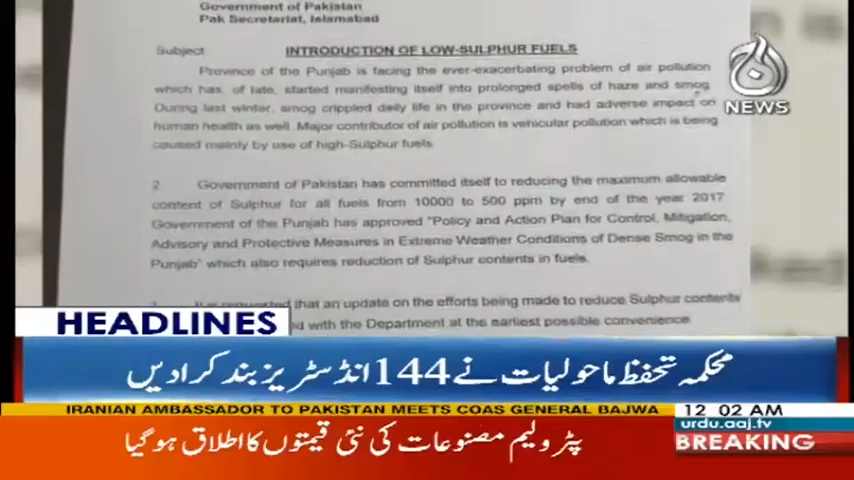 Government of Pakistan
Pak Secretariat, Islamabad
Subject INTRODUCTION OF LOW-SULPHUR FUELS
Province of the Punjab is facing the ever-exacerbating problem of air pollution
which has, of late, started manifesting itself into prolonged spells of haze and smog.
During last winter, smog crippled daily life in the province and had adverse impact on
human health as well. Major contributor of air pollution is vehicular pollution which is being
caused mainly by use of high-Sulphur fuels.
2. Government of Pakistan has committed itself to reducing the maximum allowable
content of Sulphur for all fuels from 10000 to 500 ppm by end of the year 2017
Government of the Punjab has approved "Policy and Action Plan for Control, Mitigation,
Advisory and Protective Measures in Extreme Weather Conditions of Dense Smog in the
Punjab" which also requires reduction of Sulphur contents in fuels.
It is requested that an update on the efforts being made to reduce Sulphur contents
with the Department at the earliest possible convenience
نیوز
NEWS
HEADLINES
محکمہ تحفظ ماحولیات نے 144 انڈسٹریز بند کرا دیں
IRANIAN AMBASSADOR TO PAKISTAN MEETS COAS GENERAL BAJWA
12 02 AM
urdu.aaj.tv
BREAKING
پٹرولیم مصنوعات کی نئی قیمتوں کا اطلاق ہو گیا